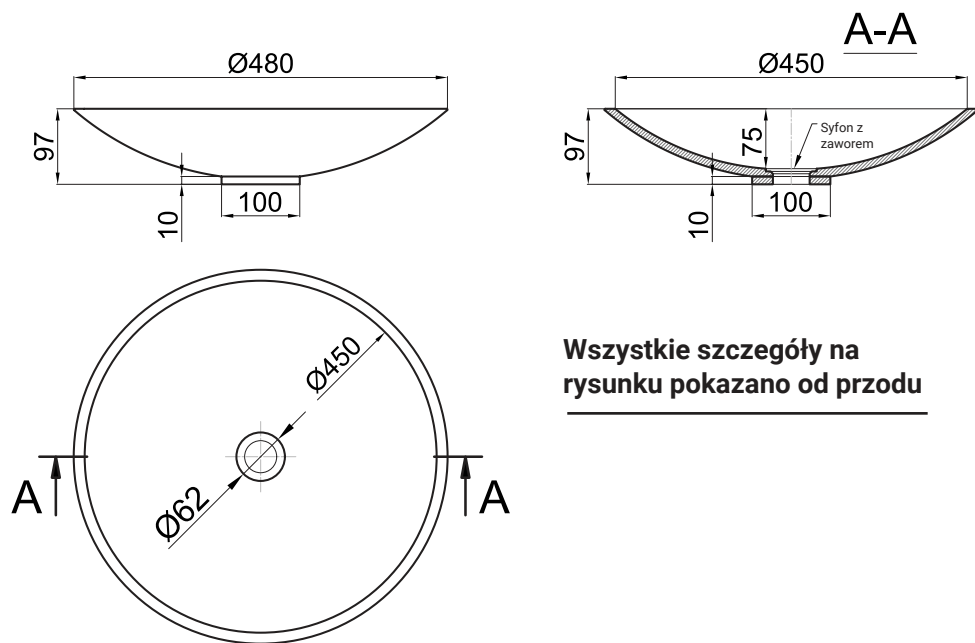 A-A
Ø480
97
10
100
Ø450
97
75
Syfon z
zaworem
10
100
Ø450
Ø62
A
A
Wszystkie szczegóły na
rysunku pokazano od przodu